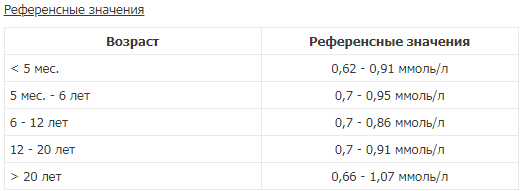 Референсные значения
Возраст Референсные значения
< 5 мес. 0,62 - 0,91 ммоль/л
5 мес. - 6 лет 0,7 - 0,95 ммоль/л
6 - 12 лет 0,7 - 0,86 ммоль/л
12 - 20 лет 0,7 - 0,91 ммоль/л
> 20 лет 0,66 - 1,07 ммоль/л